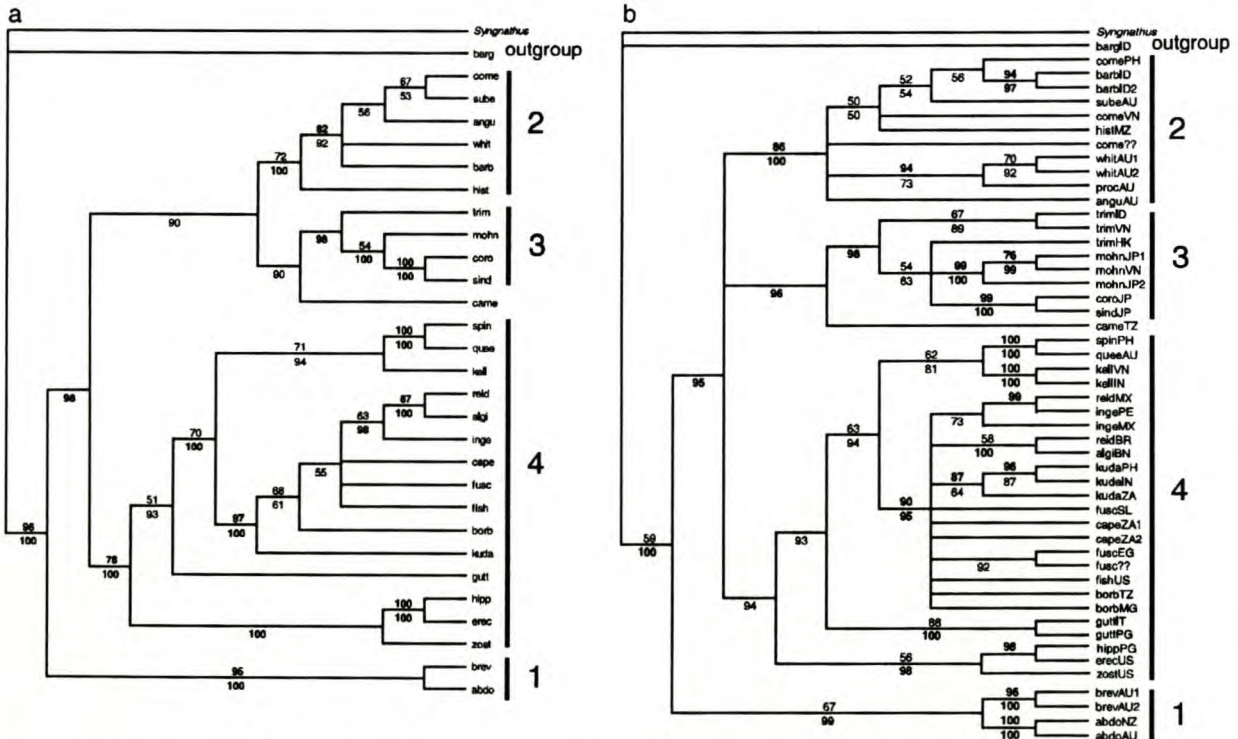 a
Syngnathus
barg
outgroup
come
67
53
sube
56
angu
82
92
whit
2
72
100
barb
hist
90
trim
98
mohn
54
100
coro
3
100
100
sind
90
came
spin
100
100
quee
71
94
kell
reid
87
100
algi
63
98
inge
98
70
100
cape
4
55
fusc
fish
68
61
borb
51
93
97
100
kuda
96
100
78
100
gutt
hipp
100
100
erec
100
zost
brev
95
100
1
abdo
b
Syngnathus
bargID
outgroup
comePH
94
97
barbID
56
52
54
barbID2
subeAU
50
50
comeVN
2
histMZ
86
100
come??
70
92
whitAU1
94
73
whitAU2
procAU
anguAU
67
89
trimID
trimVN
98
trimHK
76
99
mohnJP1
3
54
63
99
100
mohnVN
mohnJP2
96
99
100
coroJP
sindJP
cameTZ
100
100
spinPH
62
81
queeAU
95
100
100
kellVN
kellIN
99
reidMX
73
ingePE
ingeMX
63
94
58
100
reidBR
algiBN
96
87
kudaPH
87
64
kudaIN
4
kudaZA
90
95
fuscSL
capeZA1
93
capeZA2
59
100
92
fuscEG
fusc??
fishUS
borbTZ
94
borbMG
88
100
guttIT
guttPG
98
hippPG
56
98
erecUS
zostUS
96
100
brevAU1
67
99
brevAU2
1
100
100
abdoNZ
abdoAU